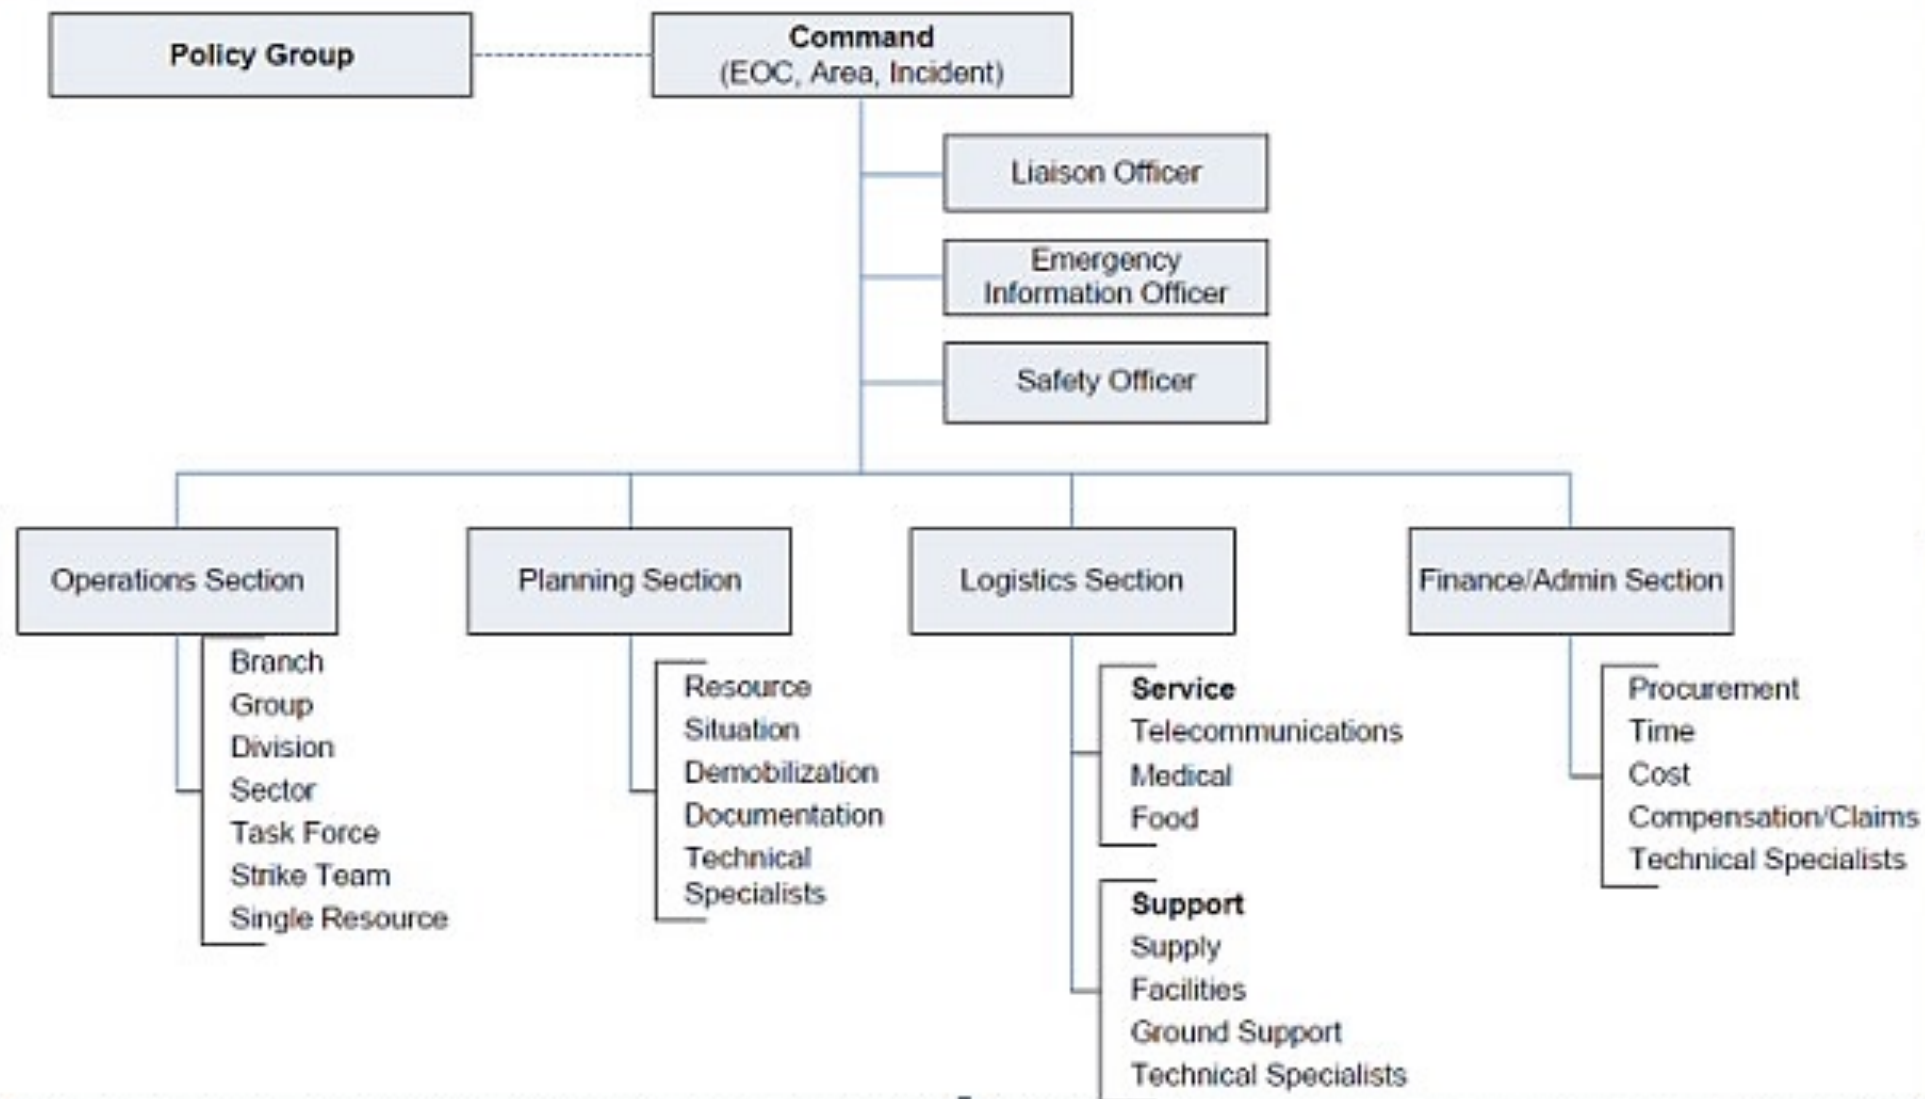 Policy Group
Command
(EOC, Area, Incident)
Liaison Officer
Emergency
Information Officer
Safety Officer
Operations Section
Planning Section
Logistics Section
Finance/Admin Section
Branch
Group
Division
Sector
Task Force
Strike Team
Single Resource
Resource
Situation
Demobilization
Documentation
Technical
Specialists
Service
Telecommunications
Medical
Food
Support
Supply
Facilities
Ground Support
Technical Specialists
Procurement
Time
Cost
Compensation/Claims
Technical Specialists